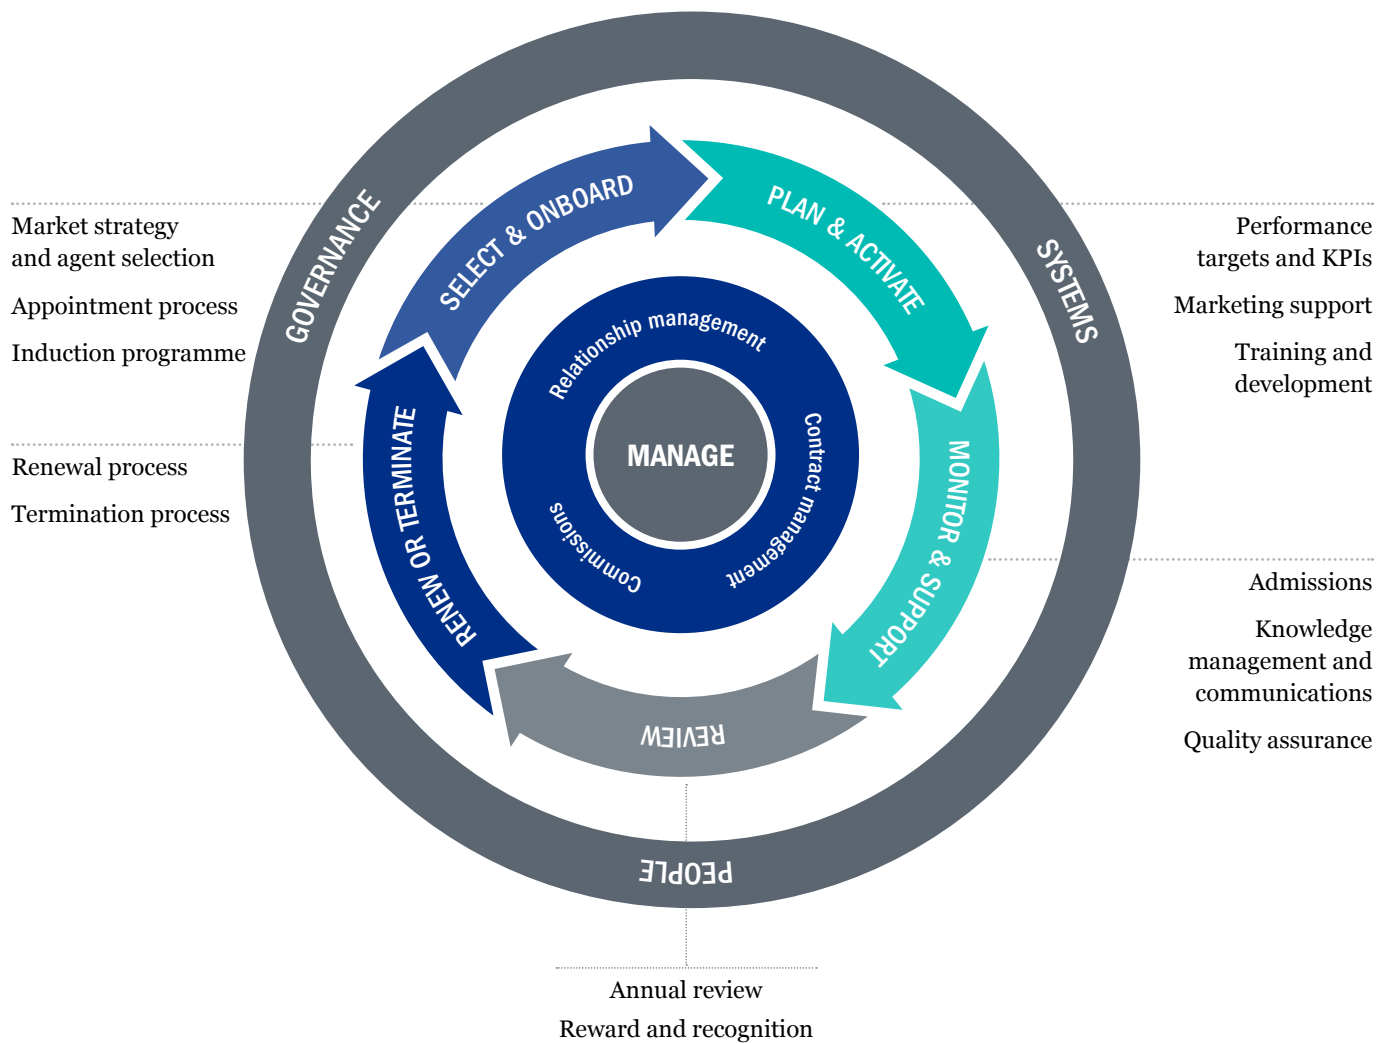 GOVERNANCE
SYSTEMS
PEOPLE
SELECT & ONBOARD
PLAN & ACTIVATE
MONITOR & SUPPORT
REVIEW
RENEW OR TERMINATE
Relationship management
Contract management
Commissions
MANAGE
Market strategy
and agent selection
Appointment process
Induction programme
Renewal process
Termination process
Performance
targets and KPIs
Marketing support
Training and
development
Admissions
Knowledge
management and
communications
Quality assurance
Annual review
Reward and recognition